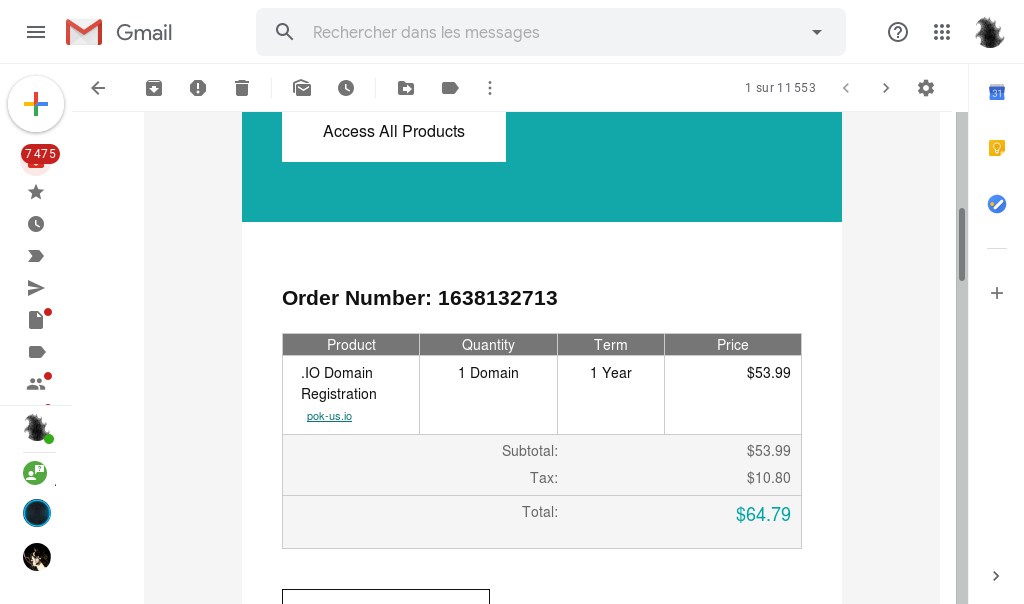 Gmail
Rechercher dans les messages
1 sur 11 553
7 475
31
Access All Products
Order Number: 1638132713
Product Quantity Term Price
.IO Domain Registration 1 Domain 1 Year $53.99
pok-us.io
Subtotal: $53.99
Tax: $10.80
Total: $64.79